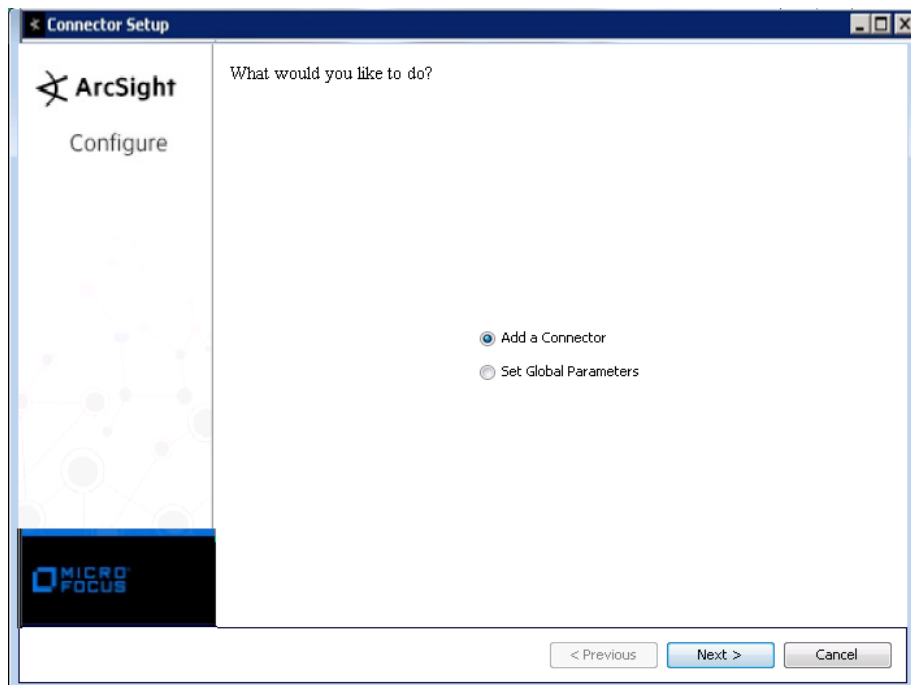 Connector Setup
ArcSight
Configure
What would you like to do?
Add a Connector
Set Global Parameters
MICRO
FOCUS
< Previous
Next >
Cancel